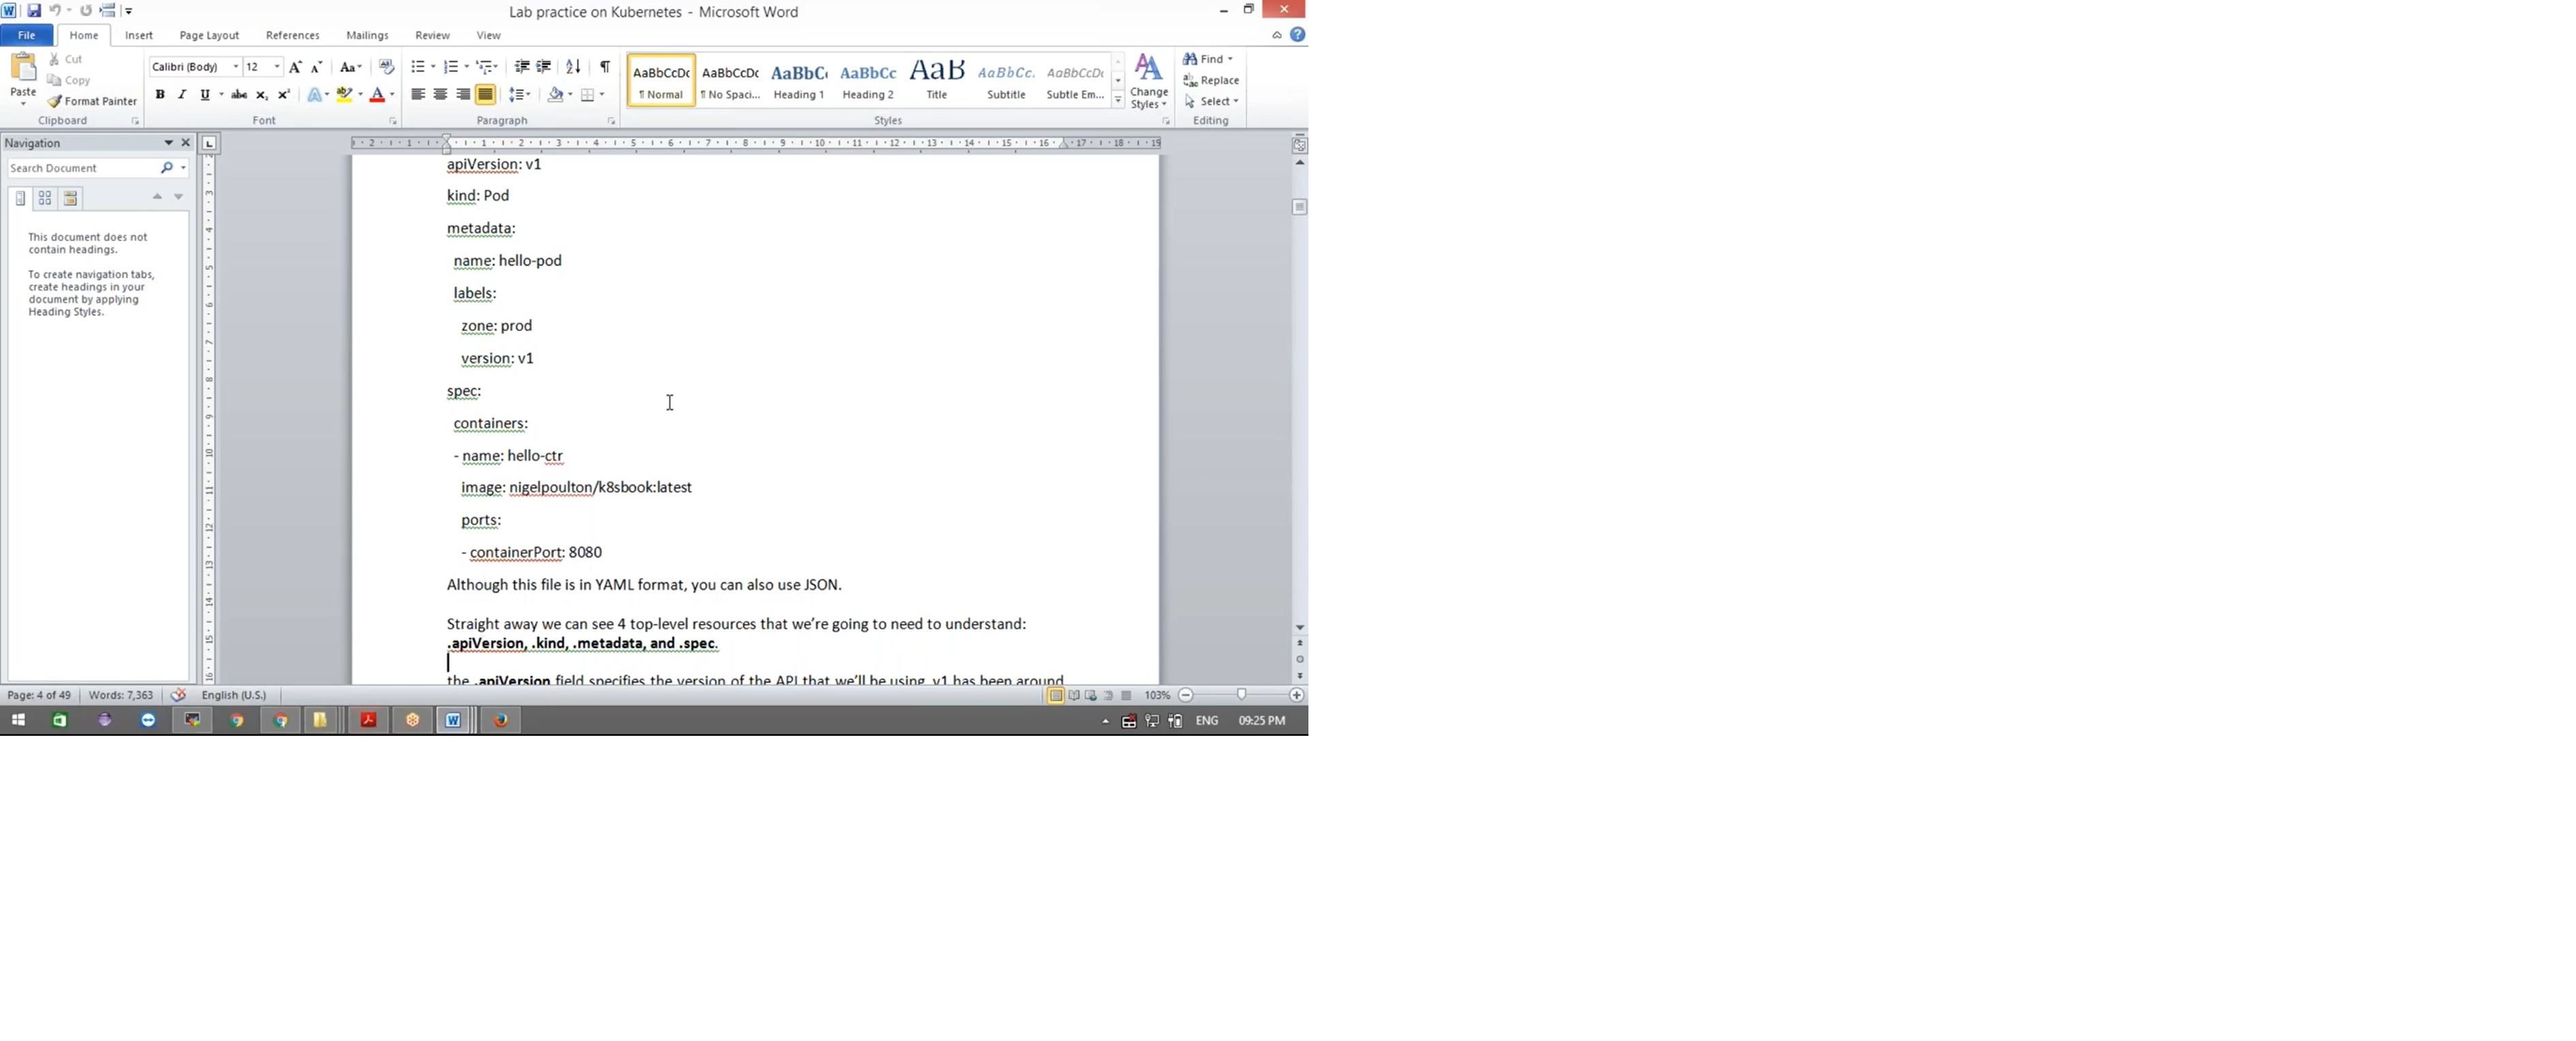 Lab practice on Kubernetes - Microsoft Word
File Home Insert Page Layout References Mailings Review View
Paste
Cut
Copy
Format Painter
Clipboard
Calibri (Body) 12
Font
Paragraph
AaBbCcDc AaBbCcDc AaBbC AaBbCc AaB AaBbCc. AaBbCcDc
¶ Normal ¶ No Spaci... Heading 1 Heading 2 Title Subtitle Subtle Em...
Change Styles
Styles
Find
Replace
Select
Editing
Navigation
Search Document
This document does not
contain headings.
To create navigation tabs,
create headings in your
document by applying
Heading Styles.
apiVersion: v1
kind: Pod
metadata:
name: hello-pod
labels:
zone: prod
version: v1
spec:
containers:
- name: hello-ctr
image: nigelpoulton/k8sbook:latest
ports:
- containerPort: 8080
Although this file is in YAML format, you can also use JSON.
Straight away we can see 4 top-level resources that we’re going to need to understand:
.apiVersion, .kind, .metadata, and .spec.
the .apiVersion field specifies the version of the API that we’ll be using. v1 has been around
Page: 4 of 49 Words: 7,363 English (U.S.) 103%
ENG 09:25 PM